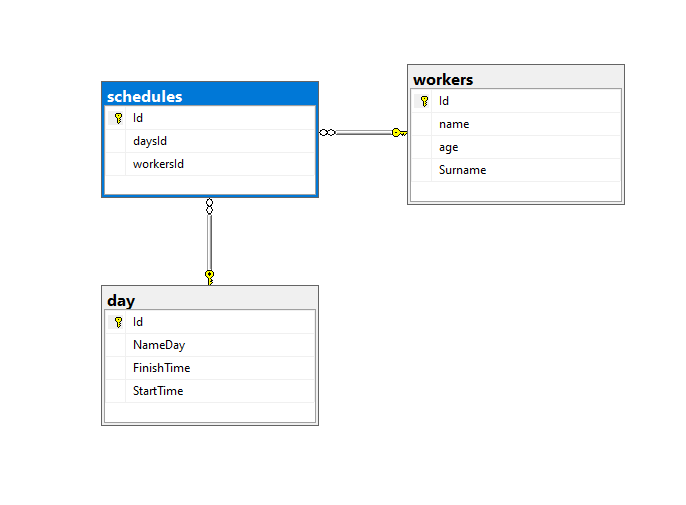 schedules
Id
daysId
workersId
workers
Id
name
age
Surname
day
Id
NameDay
FinishTime
StartTime